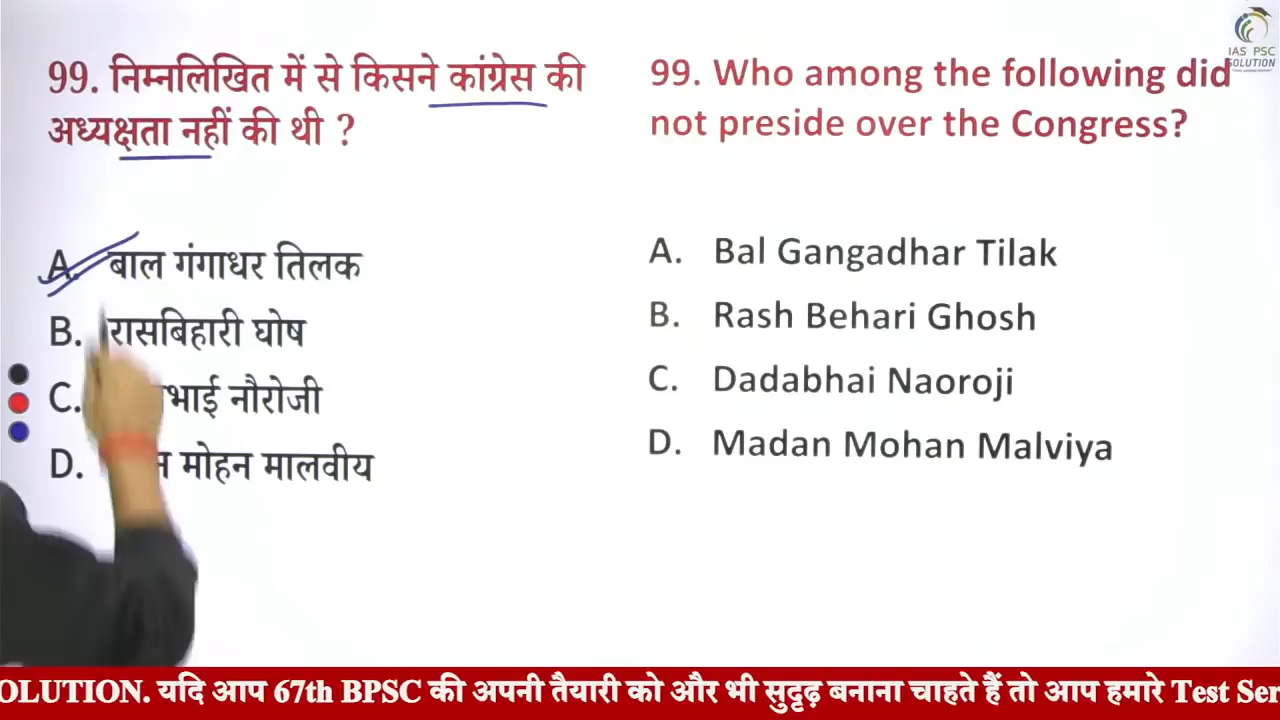 IAS PSC
SOLUTION
99. निम्नलिखित में से किसने कांग्रेस की
अध्यक्षता नहीं की थी ?
A. बाल गंगाधर तिलक
B. रासबिहारी घोष
C. भाई नौरोजी
D. मोहन मालवीय
99. Who among the following did
not preside over the Congress?
A. Bal Gangadhar Tilak
B. Rash Behari Ghosh
C. Dadabhai Naoroji
D. Madan Mohan Malviya
OLUTION. यदि आप 67th BPSC की अपनी तैयारी को और भी सुदृढ़ बनाना चाहते हैं तो आप हमारे Test Ser